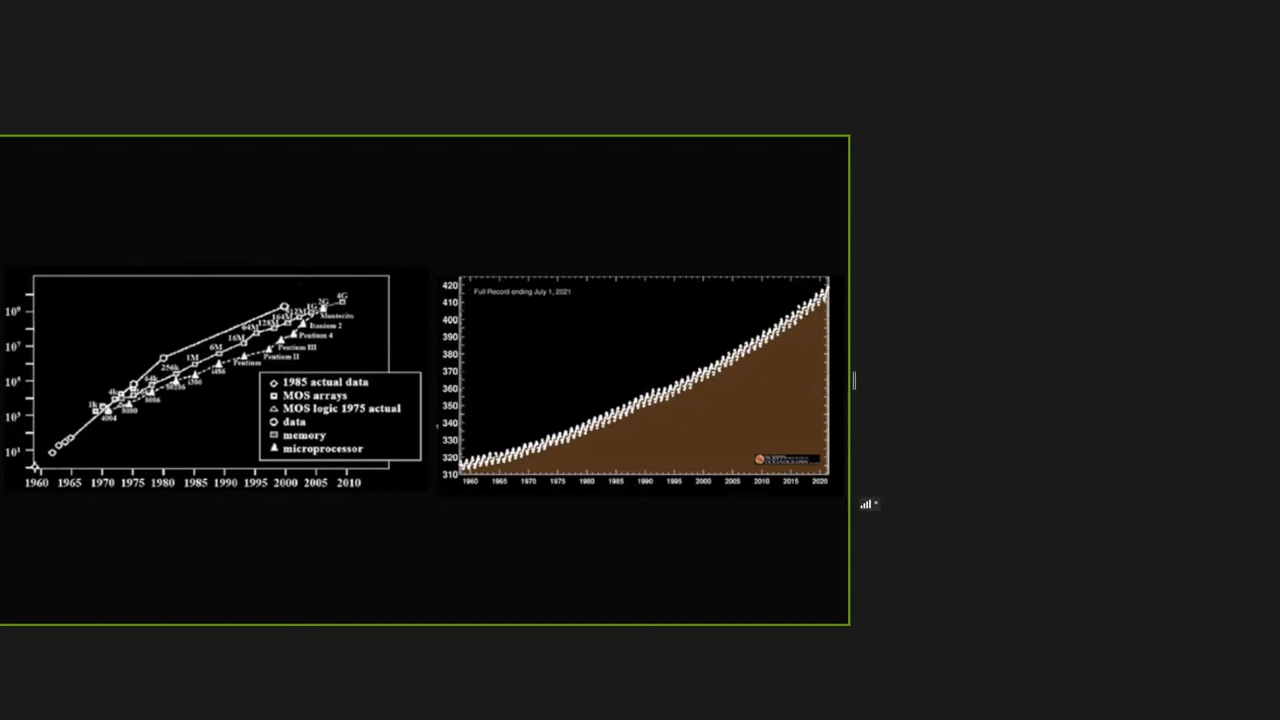 10⁹
10⁷
10⁵
10³
10¹
1960 1965 1970 1975 1980 1985 1990 1995 2000 2005 2010
1k
4k
64k
256k
1M
16M
64M
128M
1G
2G
4G
4004
8080
8086
80286
i386
i486
Pentium
Pentium II
Pentium III
Pentium 4
Itanium 2
Montecito
1985 actual data
MOS arrays
MOS logic 1975 actual
data
memory
microprocessor
Full Record ending July 1, 2021
420
410
400
390
380
370
360
350
340
330
320
310
SCRIPPS
OCEANOGRAPHY
1960 1965 1970 1975 1980 1985 1990 1995 2000 2005 2010 2015 2020